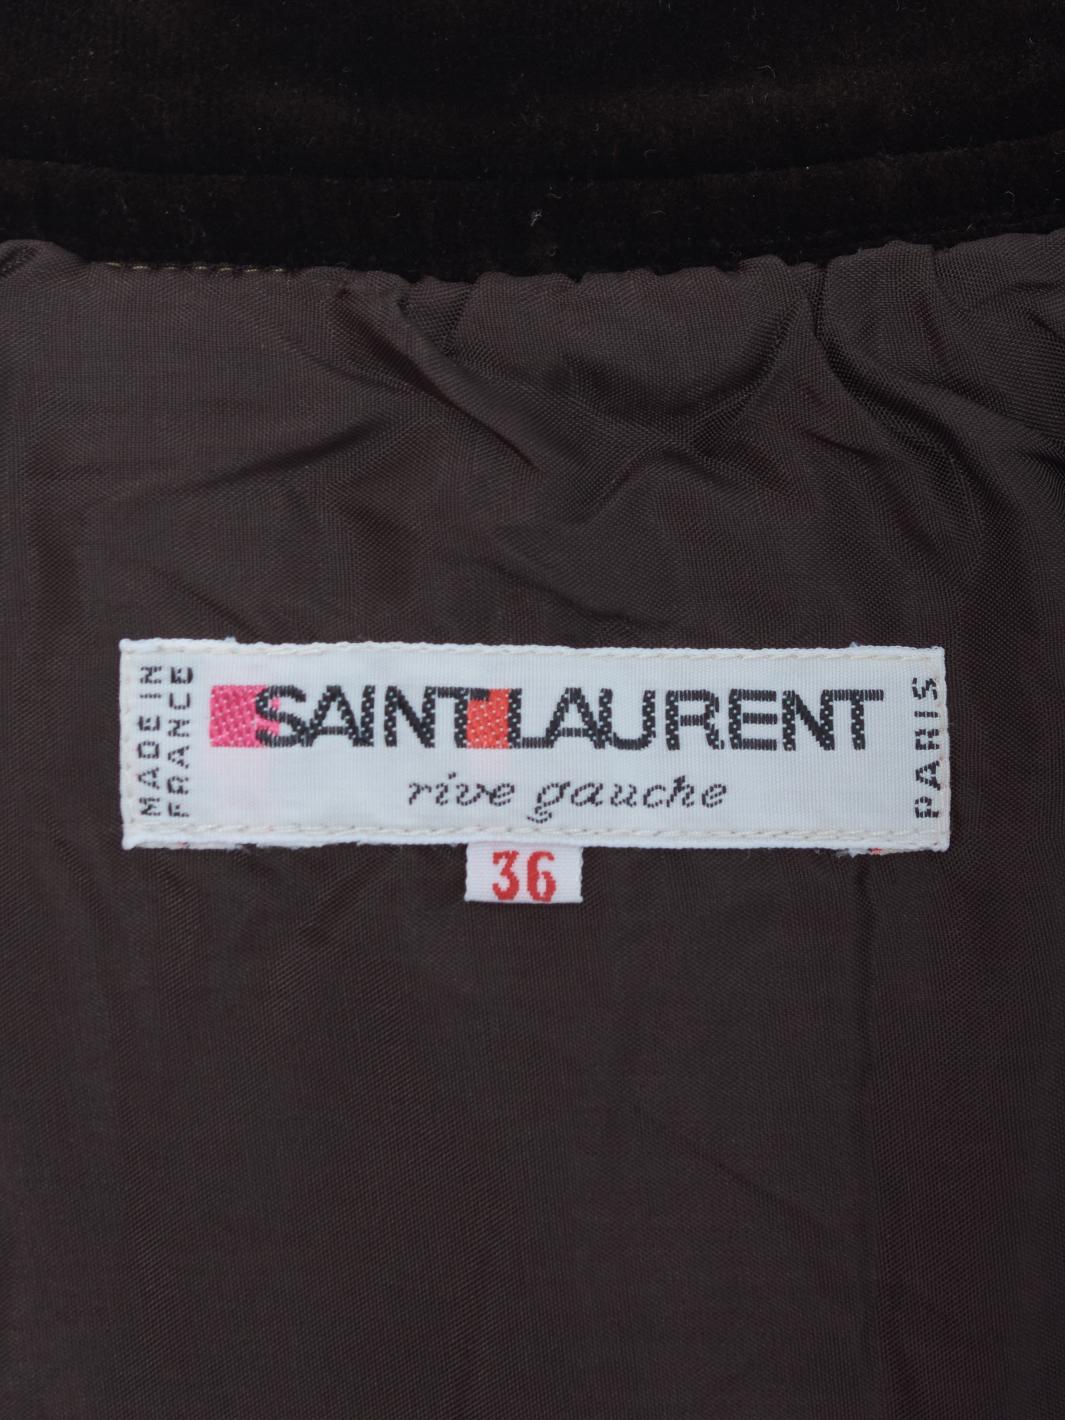 MADE IN
FRANCE
SAINT LAURENT
rive gauche
PARIS
36